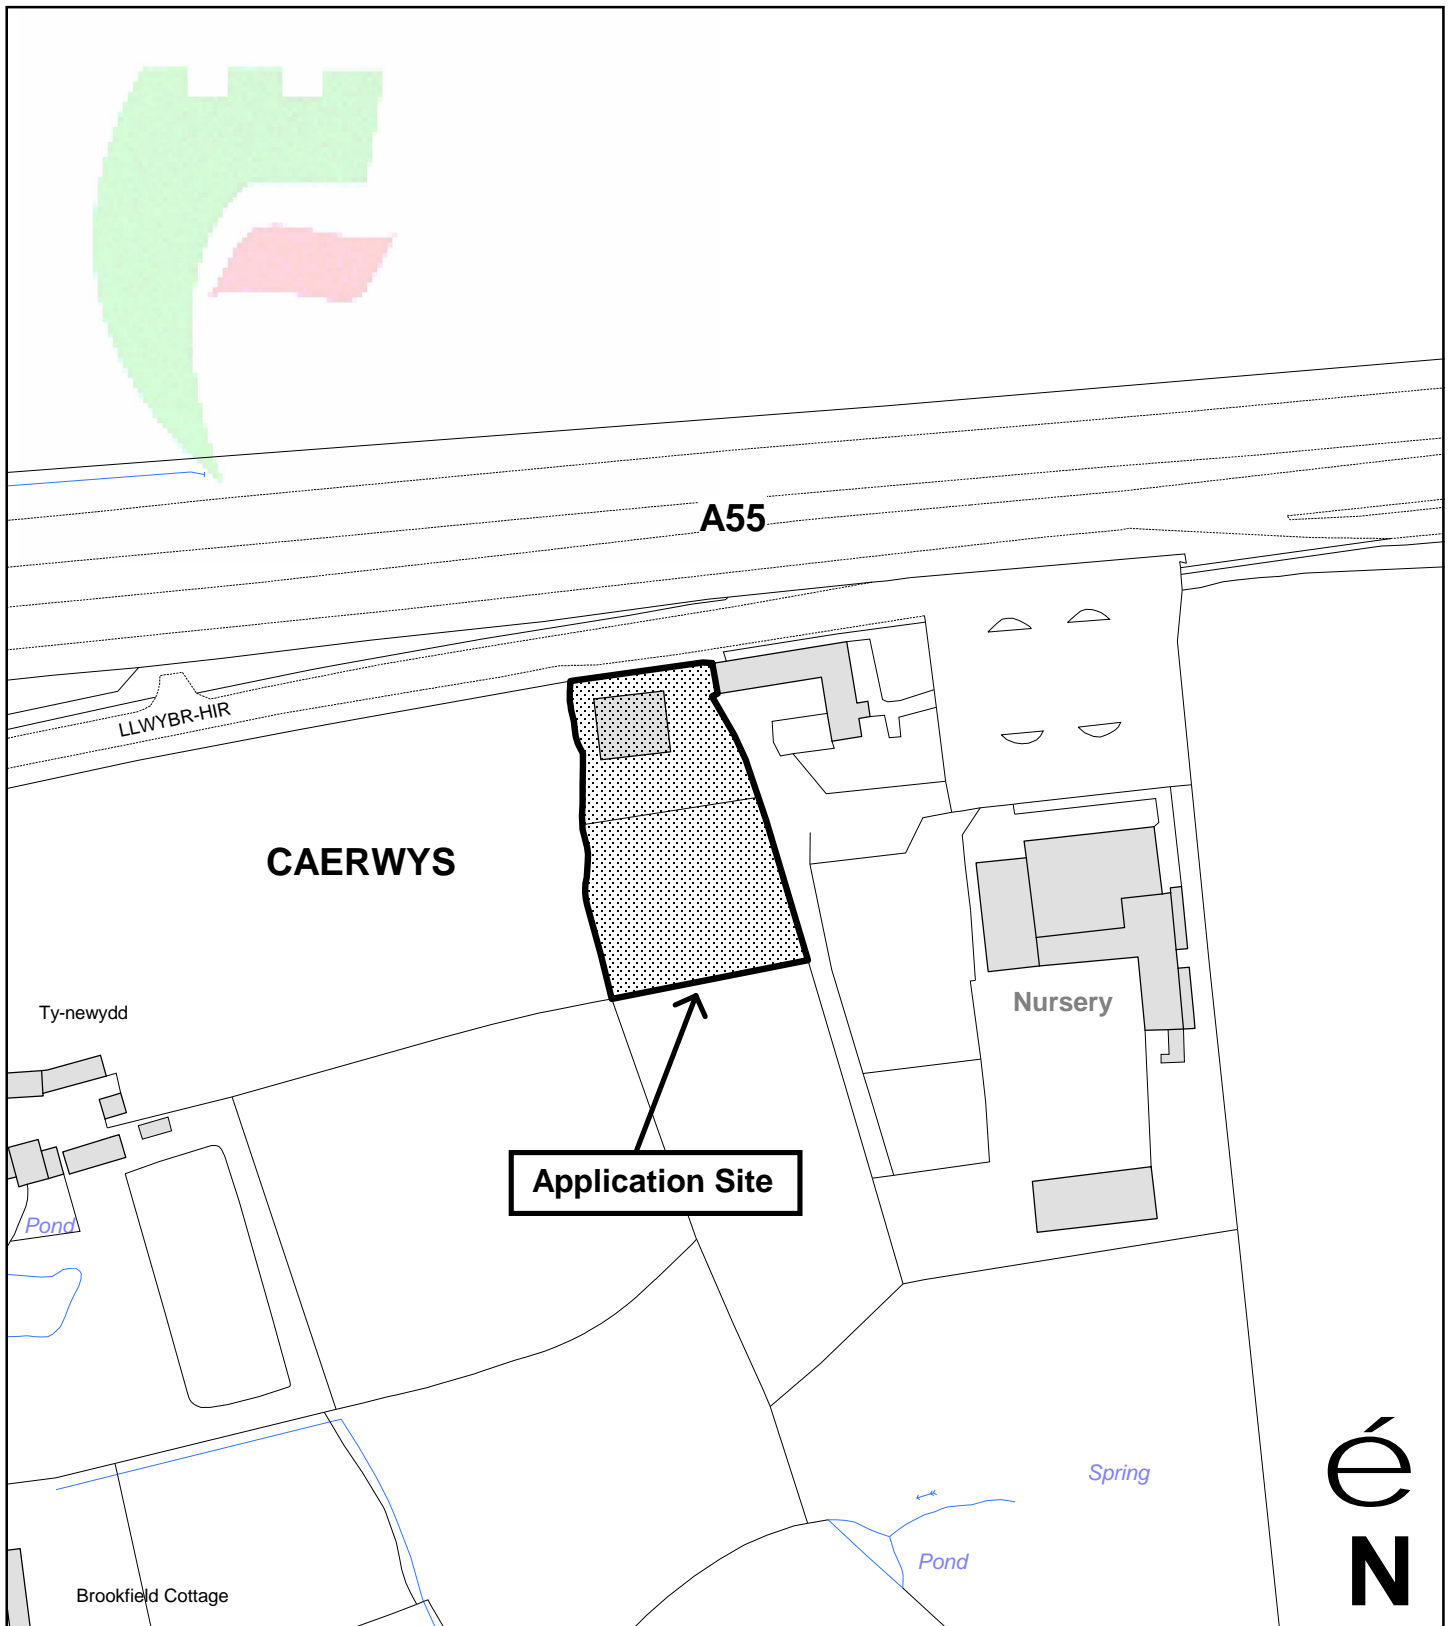 A55
LLWYBR-HIR
CAERWYS
Nursery
Ty-newydd
Application Site
Pond
Spring
Pond
Brookfield Cottage
é
N